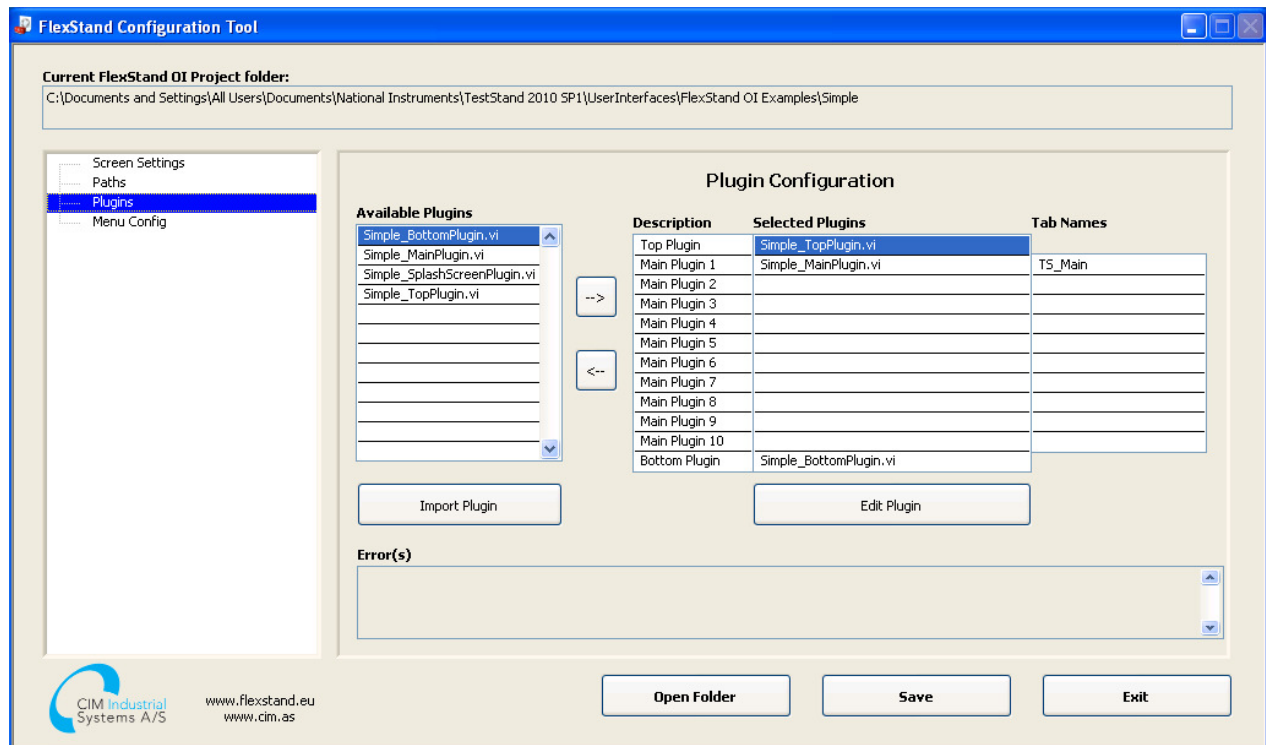 FlexStand Configuration Tool
Current FlexStand OI Project folder:
C:\Documents and Settings\All Users\Documents\National Instruments\TestStand 2010 SP1\UserInterfaces\FlexStand OI Examples\Simple
Screen Settings
Paths
Plugins
Menu Config
Plugin Configuration
Available Plugins
Simple_BottomPlugin.vi
Simple_MainPlugin.vi
Simple_SplashScreenPlugin.vi
Simple_TopPlugin.vi
-->
<--
Import Plugin
Description Selected Plugins Tab Names
Top Plugin Simple_TopPlugin.vi
Main Plugin 1 Simple_MainPlugin.vi TS_Main
Main Plugin 2
Main Plugin 3
Main Plugin 4
Main Plugin 5
Main Plugin 6
Main Plugin 7
Main Plugin 8
Main Plugin 9
Main Plugin 10
Bottom Plugin Simple_BottomPlugin.vi
Edit Plugin
Error(s)
CIM Industrial
Systems A/S
www.flexstand.eu
www.cim.as
Open Folder
Save
Exit